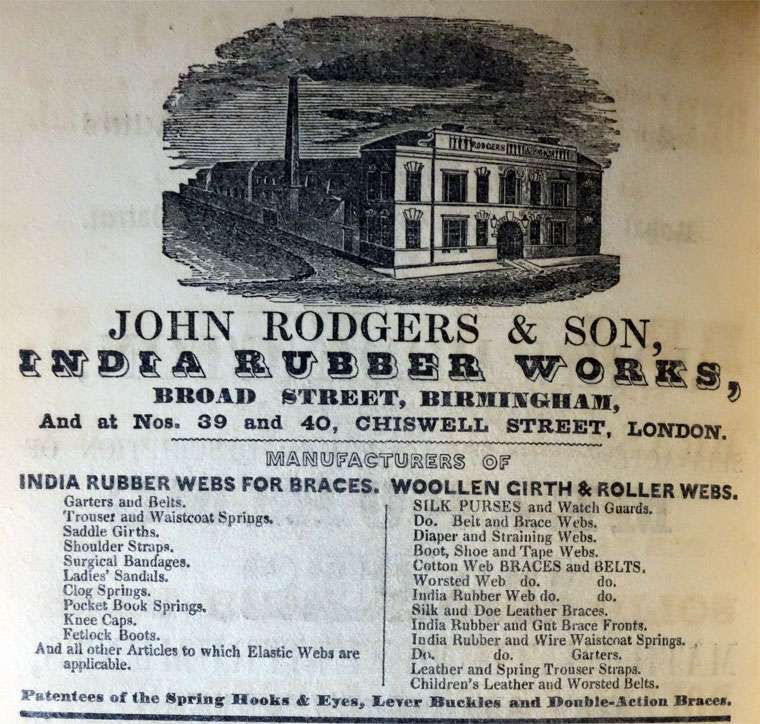 RODGERS
JOHN RODGERS & SON,
INDIA RUBBER WORKS,
BROAD STREET, BIRMINGHAM,
And at Nos. 39 and 40, CHISWELL STREET, LONDON.
MANUFACTURERS OF
INDIA RUBBER WEBS FOR BRACES.
Garters and Belts.
Trouser and Waistcoat Springs.
Saddle Girths.
Shoulder Straps.
Surgical Bandages.
Ladies' Sandals.
Clog Springs.
Pocket Book Springs.
Knee Caps.
Fetlock Boots.
And all other Articles to which Elastic Webs are
applicable.
WOOLLEN GIRTH & ROLLER WEBS.
SILK PURSES and Watch Guards.
Do. Belt and Brace Webs.
Diaper and Straining Webs.
Boot, Shoe and Tape Webs.
Cotton Web BRACES and BELTS.
Worsted Web do. do.
India Rubber Web do. do.
Silk and Doe Leather Braces.
India Rubber and Gut Brace Fronts.
India Rubber and Wire Waistcoat Springs.
Do. do. Garters.
Leather and Spring Trouser Straps.
Children's Leather and Worsted Belts.
Patentees of the Spring Hooks & Eyes, Lever Buckles and Double-Action Braces.